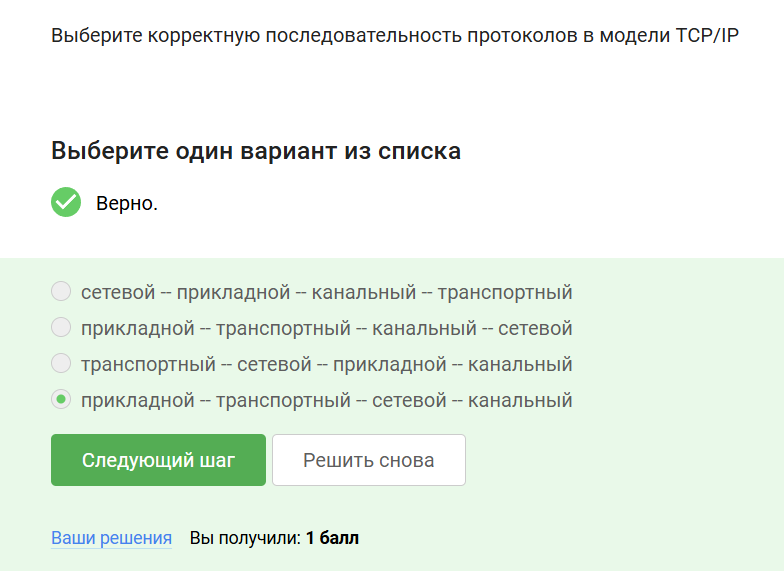 Выберите корректную последовательность протоколов в модели TCP/IP
Выберите один вариант из списка
Верно.
сетевой -- прикладной -- канальный -- транспортный
прикладной -- транспортный -- канальный -- сетевой
транспортный -- сетевой -- прикладной -- канальный
прикладной -- транспортный -- сетевой -- канальный
Следующий шаг Решить снова
Ваши решения Вы получили: 1 балл